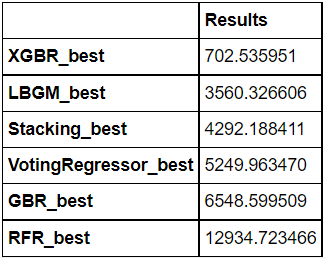 Results
XGBR_best 702.535951
LBGM_best 3560.326606
Stacking_best 4292.188411
VotingRegressor_best 5249.963470
GBR_best 6548.599509
RFR_best 12934.723466